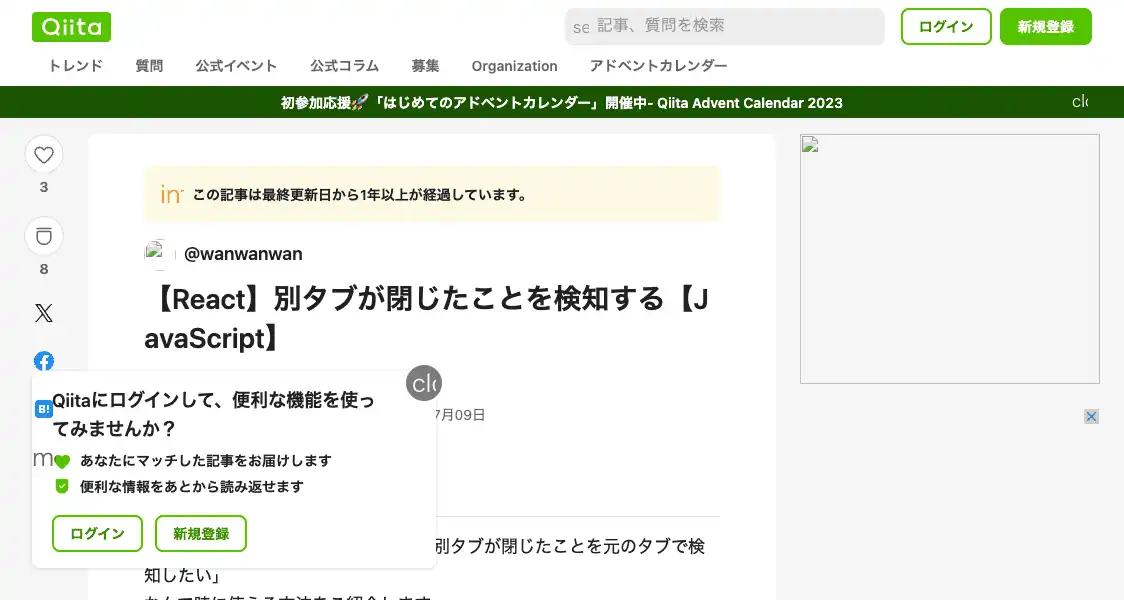 Qiita
se 記事、質問を検索
ログイン
新規登録
トレンド 質問 公式イベント 公式コラム 募集 Organization アドベントカレンダー
初参加応援🚀「はじめてのアドベントカレンダー」開催中- Qiita Advent Calendar 2023
3
8
この記事は最終更新日から1年以上が経過しています。
@wanwanwan
【React】別タブが閉じたことを検知する【J
avaScript】
7月09日
Qiitaにログインして、便利な機能を使っ
てみませんか？
B!
あなたにマッチした記事をお届けします
便利な情報をあとから読み返せます
ログイン
新規登録
別タブが閉じたことを元のタブで検
知したい」